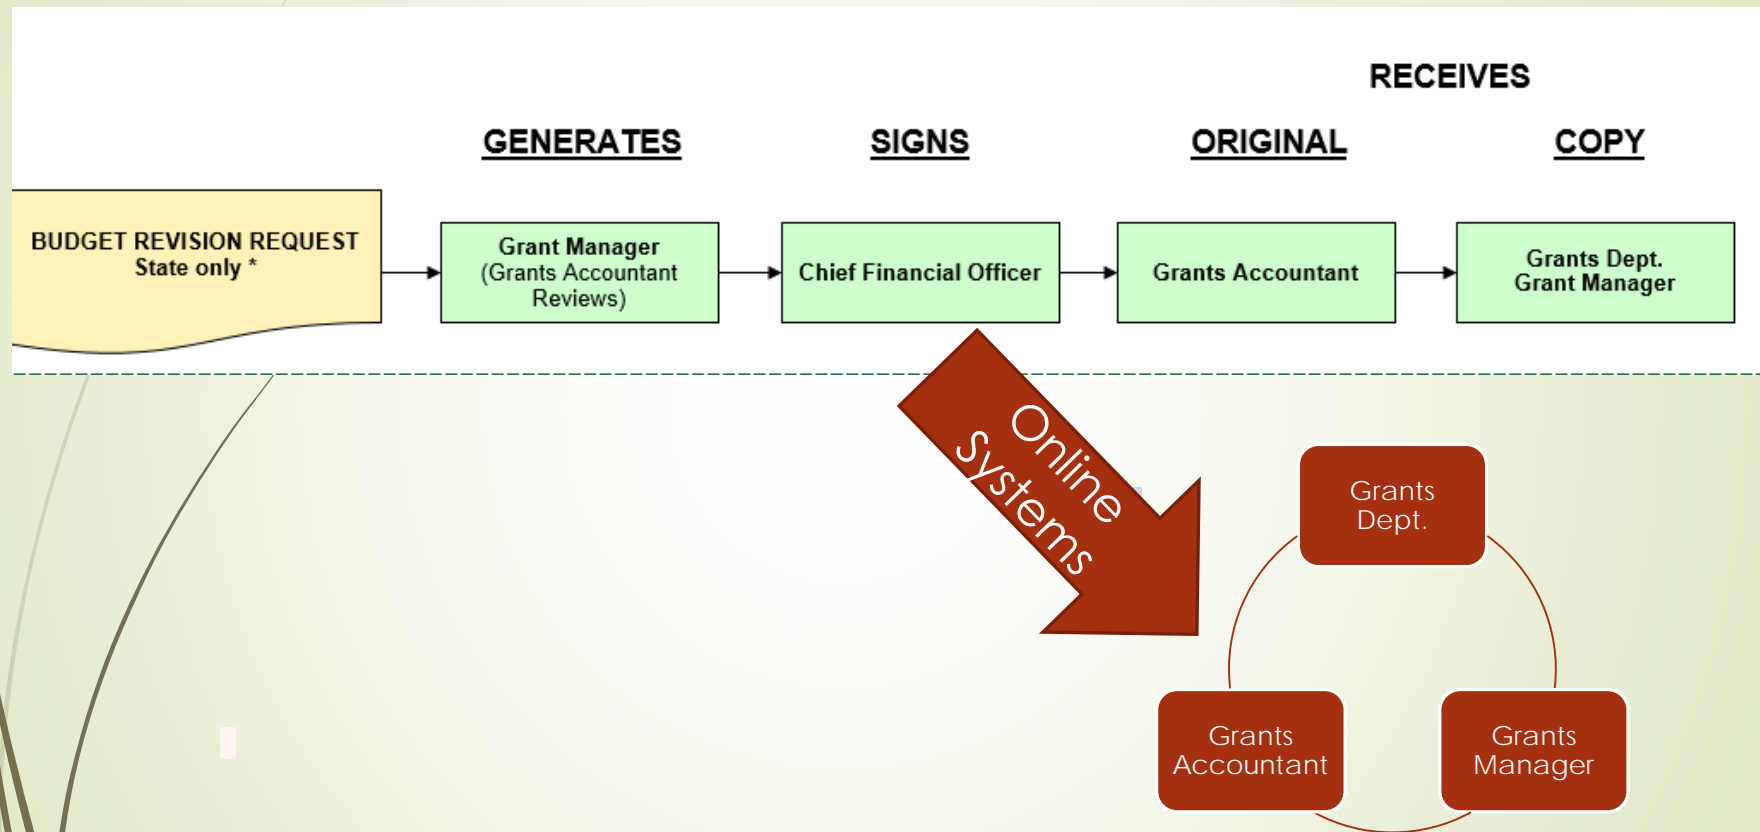 RECEIVES
GENERATES
SIGNS
ORIGINAL
COPY
BUDGET REVISION REQUEST
State only *
Grant Manager
(Grants Accountant
Reviews)
Chief Financial Officer
Grants Accountant
Grants Dept.
Grant Manager
Online
Systems
Grants
Dept.
Grants
Accountant
Grants
Manager